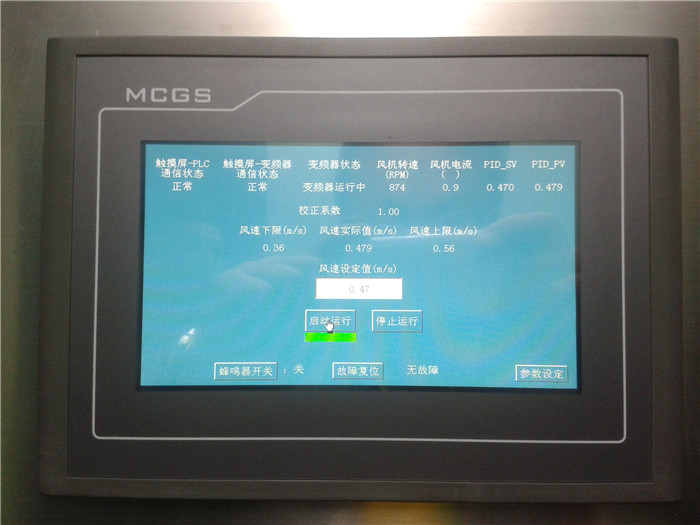 MCGS
触摸屏-PLC 触摸屏-变频器 变频器状态 风机转速 风机电流 PID_SV PID_PV
通信状态 通信状态 (RPM) ( )
正常 正常 变频器运行中 874 0.9 0.470 0.479
校正系数 1.00
风速下限(m/s) 风速实际值(m/s) 风速上限(m/s)
0.36 0.479 0.56
风速设定值(m/s)
0.47
启动运行 停止运行
蜂鸣器开关 : 关 故障复位 无故障 参数设定